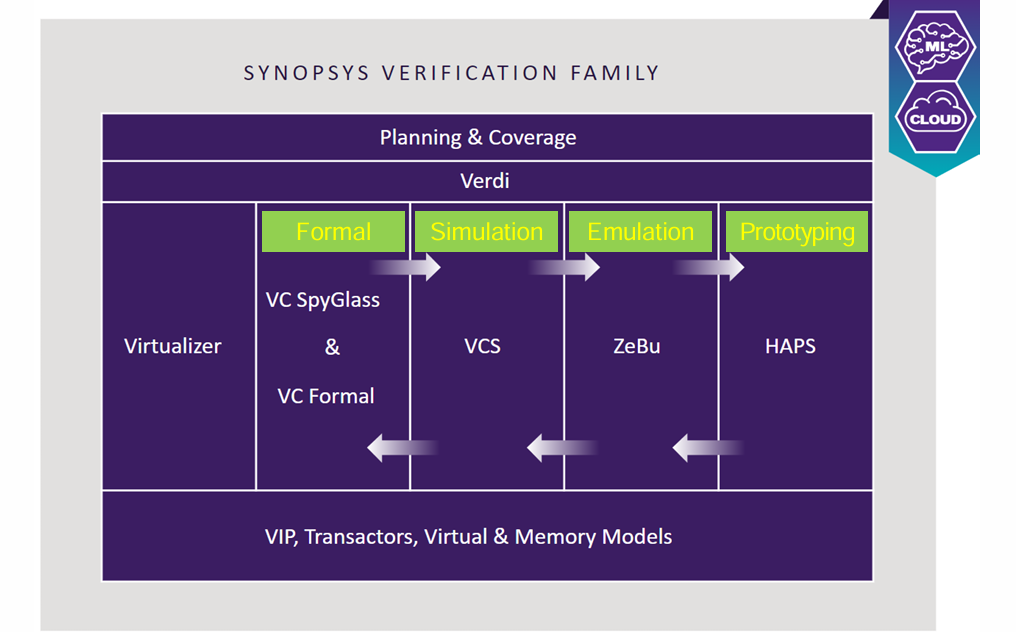 ML
CLOUD
SYNOPSYS VERIFICATION FAMILY
Planning & Coverage
Verdi
Virtualizer
Formal
VC SpyGlass
&
VC Formal
Simulation
VCS
Emulation
ZeBu
Prototyping
HAPS
VIP, Transactors, Virtual & Memory Models